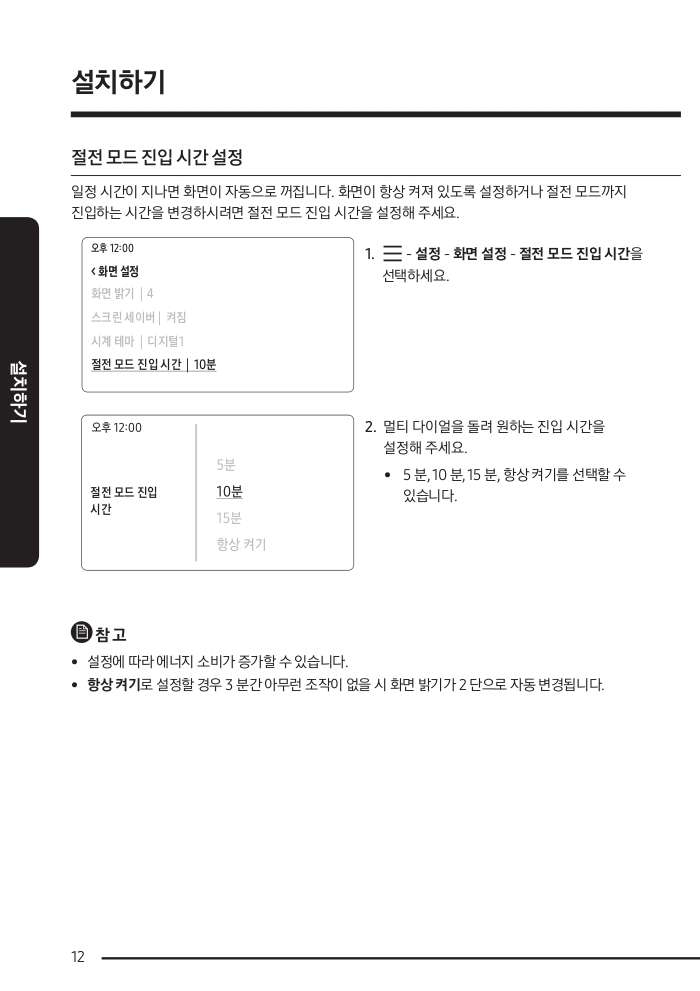 설치하기
절전 모드 진입 시간 설정
일정 시간이 지나면 화면이 자동으로 꺼집니다. 화면이 항상 켜져 있도록 설정하거나 절전 모드까지
진입하는 시간을 변경하시려면 절전 모드 진입 시간을 설정해 주세요.
오후 12:00
< 화면 설정
화면 밝기 | 4
스크린 세이버 | 켜짐
시계 테마 | 디지털1
절전 모드 진입 시간 | 10분
1. ☰ - 설정 - 화면 설정 - 절전 모드 진입 시간을
선택하세요.
오후 12:00
절전 모드 진입
시간
5분
10분
15분
항상 켜기
2. 멀티 다이얼을 돌려 원하는 진입 시간을
설정해 주세요.
• 5 분, 10 분, 15 분, 항상 켜기를 선택할 수
있습니다.
설치하기
참고
• 설정에 따라 에너지 소비가 증가할 수 있습니다.
• 항상 켜기로 설정할 경우 3 분간 아무런 조작이 없을 시 화면 밝기가 2 단으로 자동 변경됩니다.
12